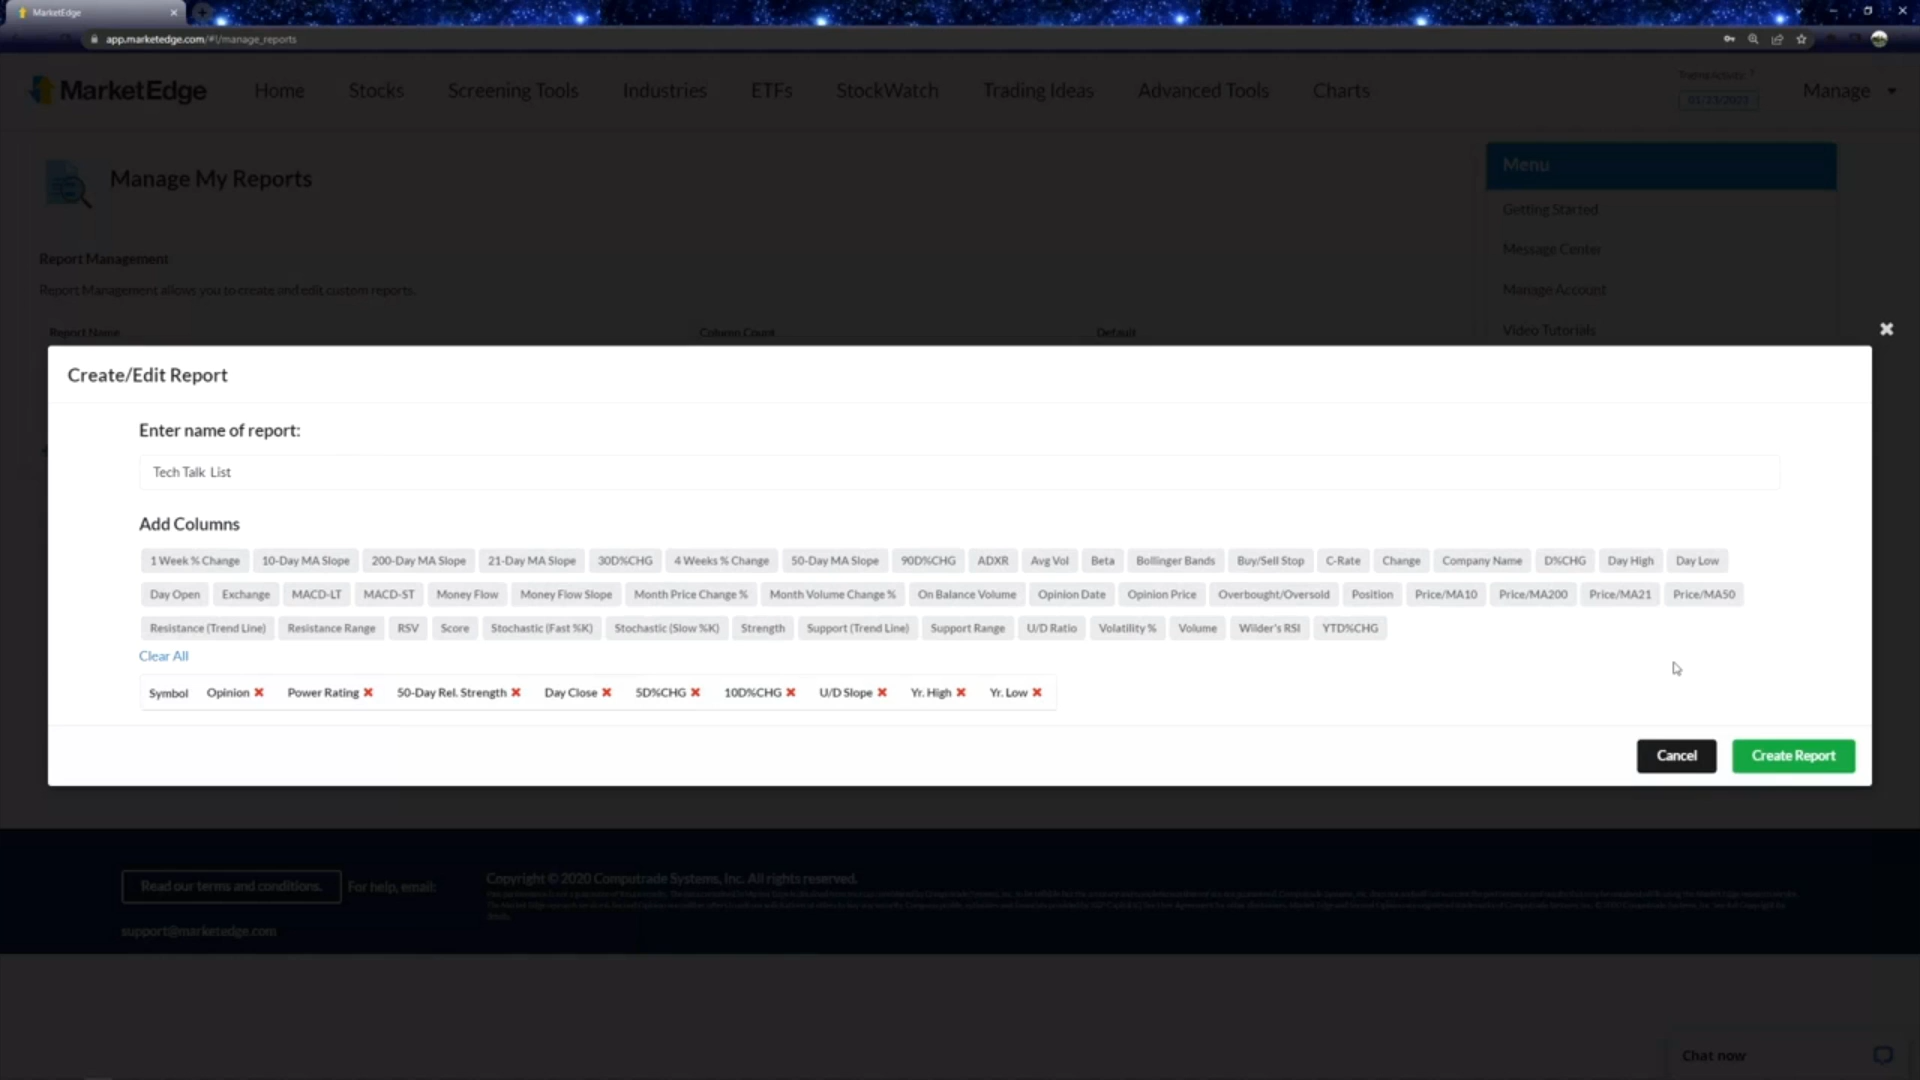 MarketEdge
app.marketedge.com/#!/manage_reports
MarketEdge Home Stocks Screening Tools Industries ETFs StockWatch Trading Ideas Advanced Tools Charts Manage
01/23/2023
Manage My Reports
Menu
Getting Started
Message Center
Report Management
Report Management allows you to create and edit custom reports.
Manage Account
Report Name Column Count Default
Video Tutorials
Create/Edit Report
Enter name of report:
Tech Talk List
Add Columns
1 Week % Change 10-Day MA Slope 200-Day MA Slope 21-Day MA Slope 30D%CHG 4 Weeks % Change 50-Day MA Slope 90D%CHG ADXR Avg Vol Beta Bollinger Bands Buy/Sell Stop C-Rate Change Company Name D%CHG Day High Day Low
Day Open Exchange MACD-LT MACD-ST Money Flow Money Flow Slope Month Price Change % Month Volume Change % On Balance Volume Opinion Date Opinion Price Overbought/Oversold Position Price/MA10 Price/MA200 Price/MA21 Price/MA50
Resistance (Trend Line) Resistance Range RSV Score Stochastic (Fast %K) Stochastic (Slow %K) Strength Support (Trend Line) Support Range U/D Ratio Volatility % Volume Wilder's RSI YTD%CHG
Clear All
Symbol Opinion Power Rating 50-Day Rel. Strength Day Close 5D%CHG 10D%CHG U/D Slope Yr. High Yr. Low
Cancel Create Report
Read our terms and conditions. For help, email: Copyright © 2020 Computrade Systems, Inc. All rights reserved.
support@marketedge.com
Chat now